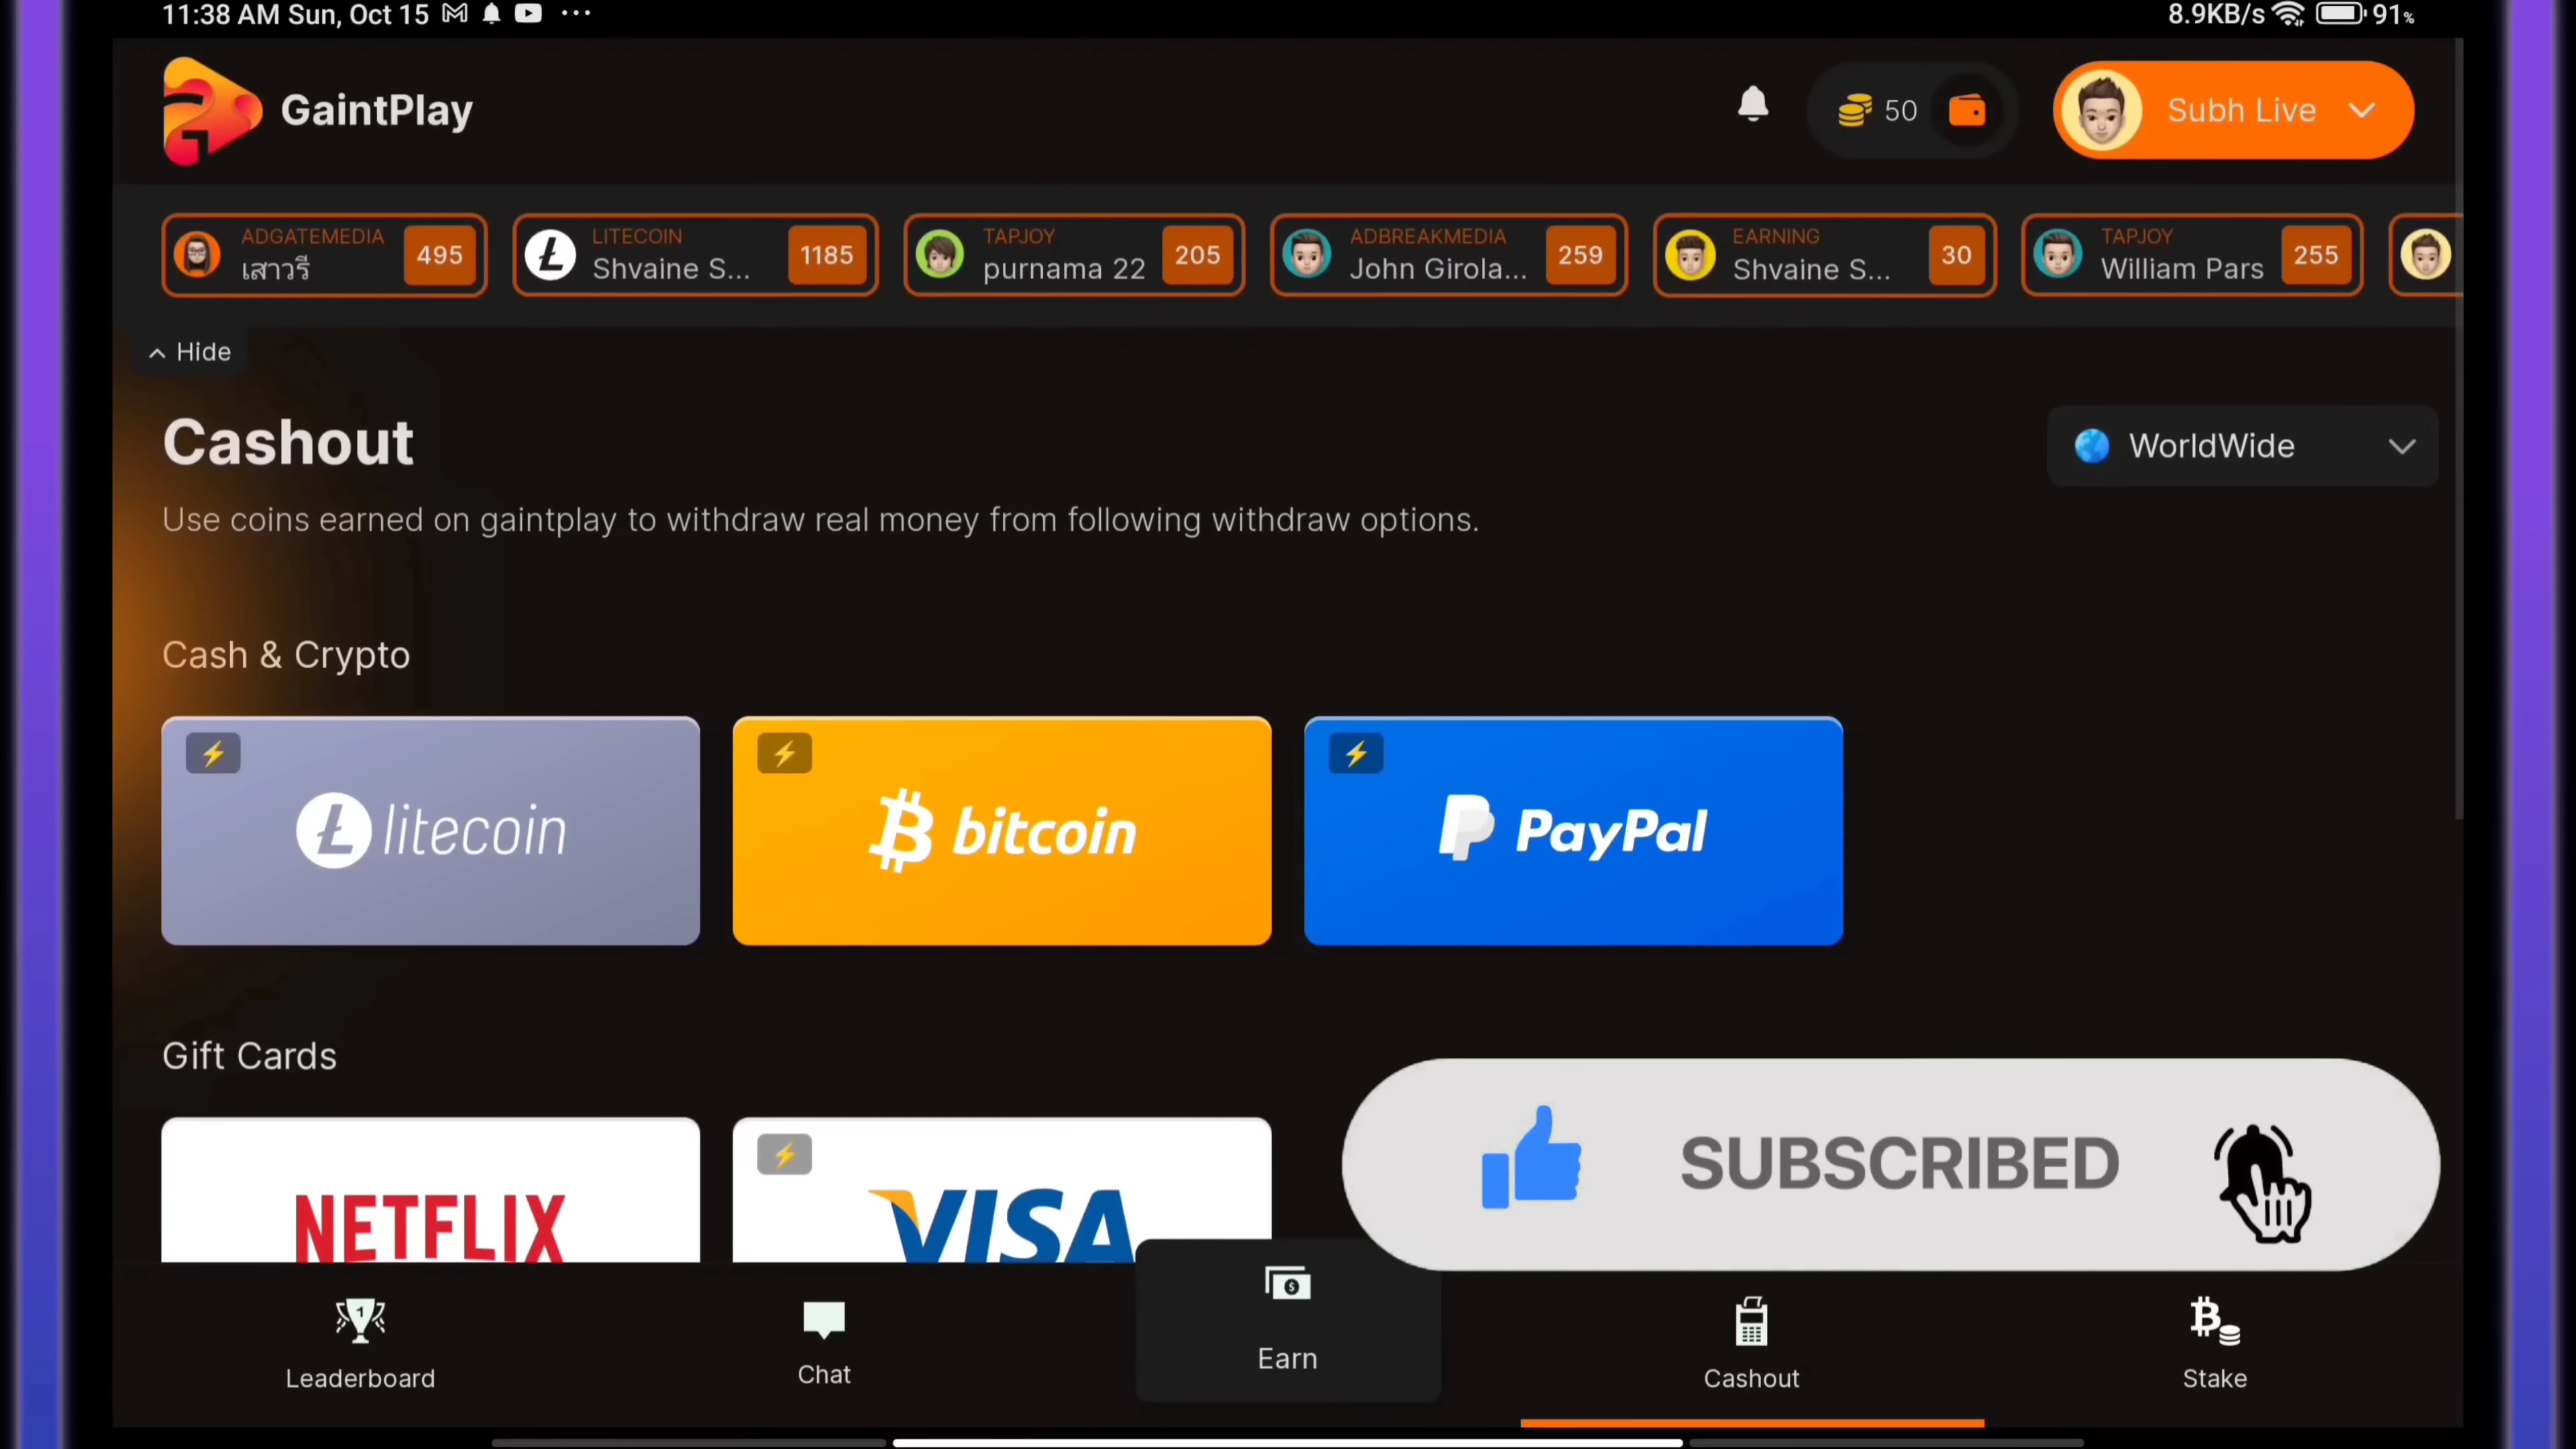 11:38 AM Sun, Oct 15
8.9KB/s 91%
GaintPlay
50
Subh Live
ADGATEMEDIA
เสาวรี
495
LITECOIN
Shvaine S...
1185
TAPJOY
purnama 22
205
ADBREAKMEDIA
John Girola...
259
EARNING
Shvaine S...
30
TAPJOY
William Pars
255
Hide
Cashout
WorldWide
Use coins earned on gaintplay to withdraw real money from following withdraw options.
Cash & Crypto
litecoin
bitcoin
PayPal
Gift Cards
NETFLIX
VISA
SUBSCRIBED
Leaderboard
Chat
Earn
Cashout
Stake